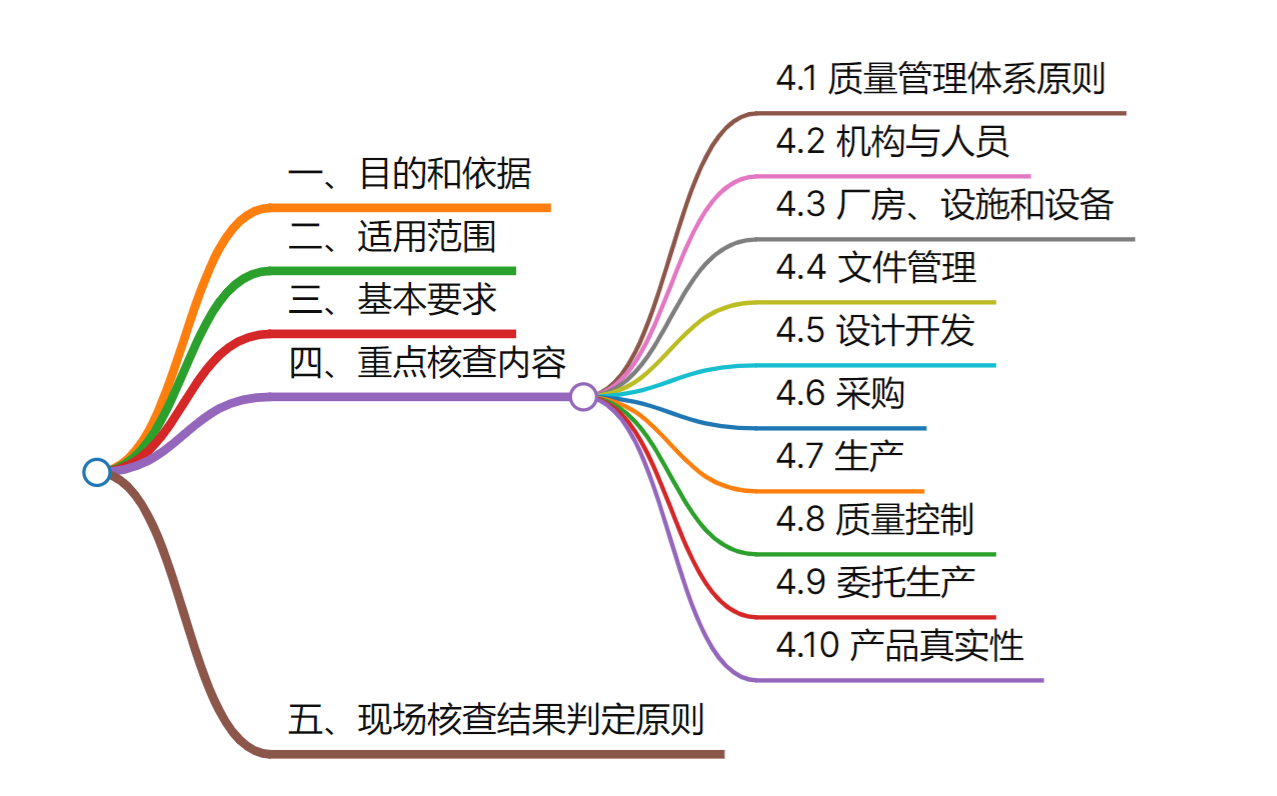 一、目的和依据
二、适用范围
三、基本要求
四、重点核查内容
4.1 质量管理体系原则
4.2 机构与人员
4.3 厂房、设施和设备
4.4 文件管理
4.5 设计开发
4.6 采购
4.7 生产
4.8 质量控制
4.9 委托生产
4.10 产品真实性
五、现场核查结果判定原则